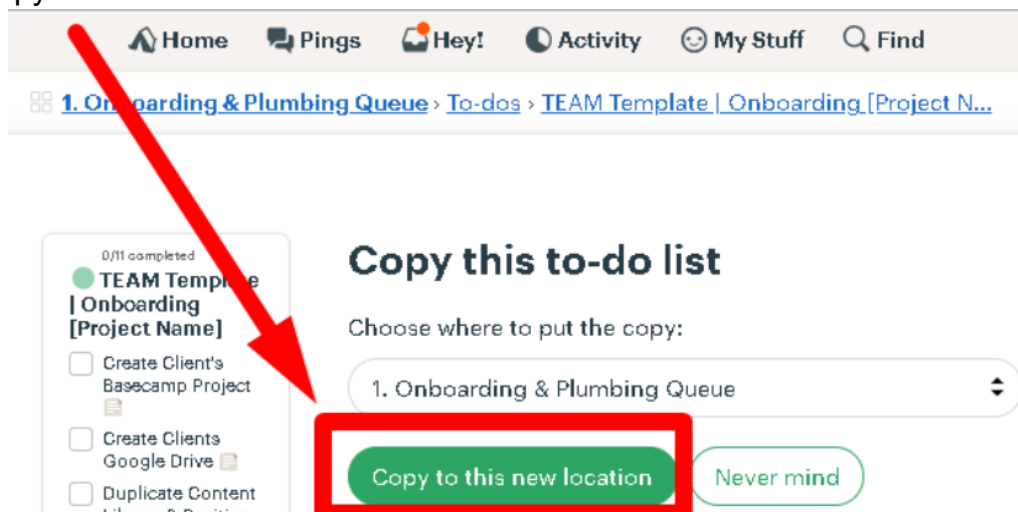 py
Home Pings Hey! Activity My Stuff Find
1. Onboarding & Plumbing Queue › To-dos › TEAM Template | Onboarding [Project N...
0/11 completed
TEAM Template
| Onboarding
[Project Name]
Create Client's
Basecamp Project
Create Clients
Google Drive
Duplicate Content
Copy this to-do list
Choose where to put the copy:
1. Onboarding & Plumbing Queue
Copy to this new location
Never mind